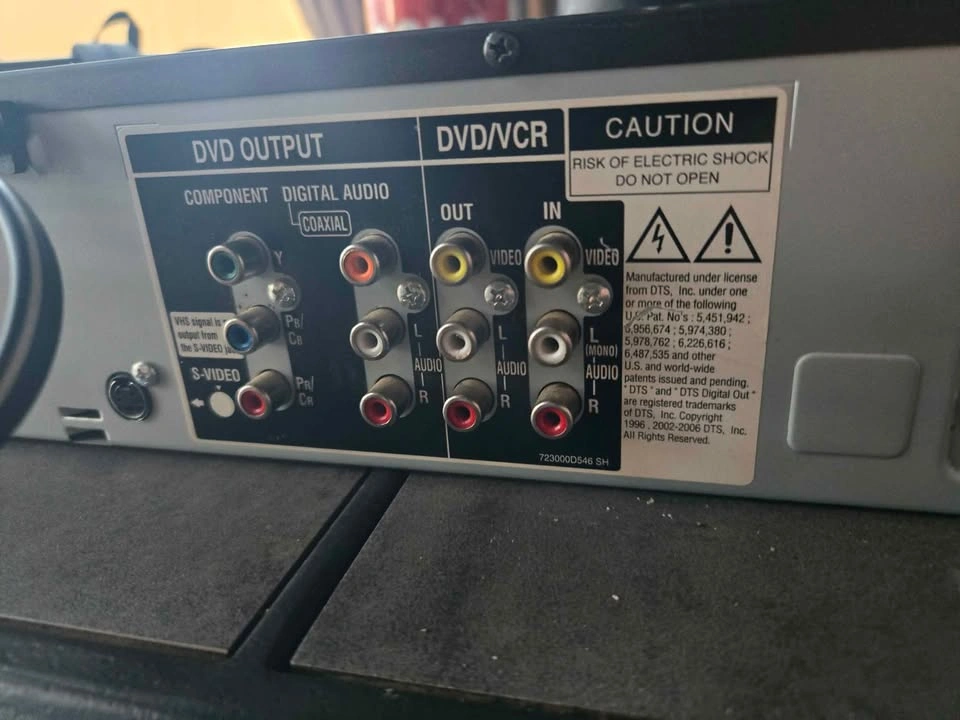 DVD OUTPUT
COMPONENT
DIGITAL AUDIO
COAXIAL
Y
PB/
CB
PR/
CR
VHS signal is
output from
the S-VIDEO
S-VIDEO
L
AUDIO
R
DVD/VCR
OUT
VIDEO
L
AUDIO
R
IN
VIDEO
L
(MONO)
AUDIO
R
723000D546 SH
CAUTION
RISK OF ELECTRIC SHOCK
DO NOT OPEN
Manufactured under license
from DTS, Inc. under one
or more of the following
U.S. Pat. No's : 5,451,942 ;
5,956,674 ; 5,974,380 ;
5,978,762 ; 6,226,616 ;
6,487,535 and other
U.S. and world-wide
patents issued and pending.
" DTS " and " DTS Digital Out "
are registered trademarks
of DTS, Inc. Copyright
1996 , 2002-2006 DTS, Inc.
All Rights Reserved.